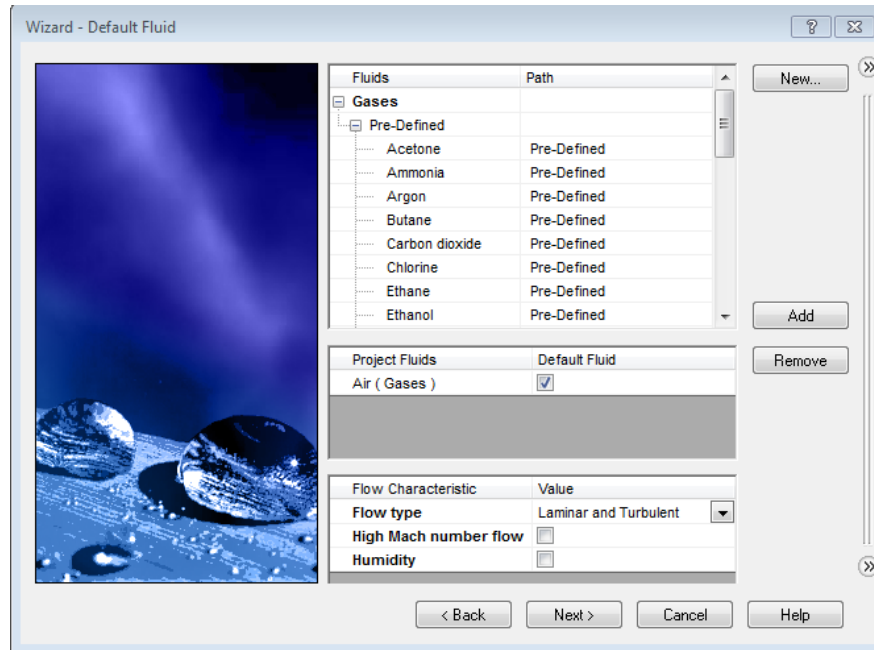 Wizard - Default Fluid
Fluids Path
Gases
Pre-Defined
Acetone Pre-Defined
Ammonia Pre-Defined
Argon Pre-Defined
Butane Pre-Defined
Carbon dioxide Pre-Defined
Chlorine Pre-Defined
Ethane Pre-Defined
Ethanol Pre-Defined
New...
Add
Project Fluids Default Fluid
Remove
Air ( Gases )
Flow Characteristic Value
Flow type Laminar and Turbulent
High Mach number flow
Humidity
< Back Next > Cancel Help